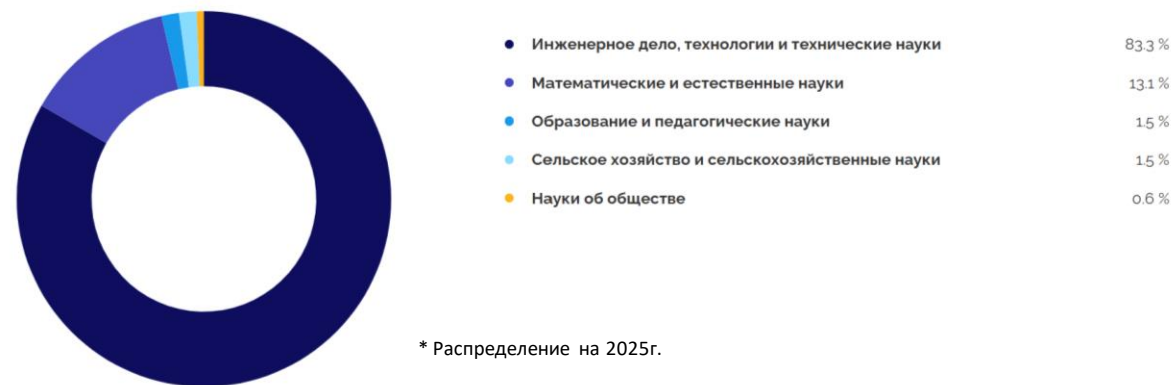 Инженерное дело, технологии и технические науки 83.3 %
Математические и естественные науки 13.1 %
Образование и педагогические науки 1.5 %
Сельское хозяйство и сельскохозяйственные науки 1.5 %
Науки об обществе 0.6 %
* Распределение на 2025г.